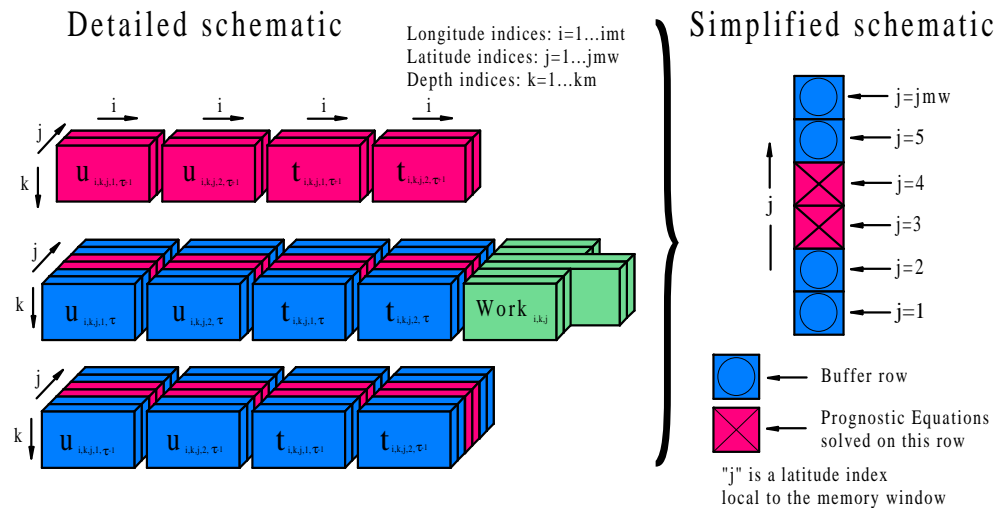 Detailed schematic
Longitude indices: i=1...imt
Latitude indices: j=1...jmw
Depth indices: k=1...km
i i i i
j
k
u i,k,j,1,τ-1 u i,k,j,2,τ-1 t i,k,j,1,τ-1 t i,k,j,2,τ-1
j
k
u i,k,j,1,τ u i,k,j,2,τ t i,k,j,1,τ t i,k,j,2,τ Work i,k,j
j
k
u i,k,j,1,τ-1 u i,k,j,2,τ-1 t i,k,j,1,τ-1 t i,k,j,2,τ-1
Simplified schematic
j=jmw
j=5
j=4
j
j=3
j=2
j=1
Buffer row
Prognostic Equations
solved on this row
"j" is a latitude index
local to the memory window